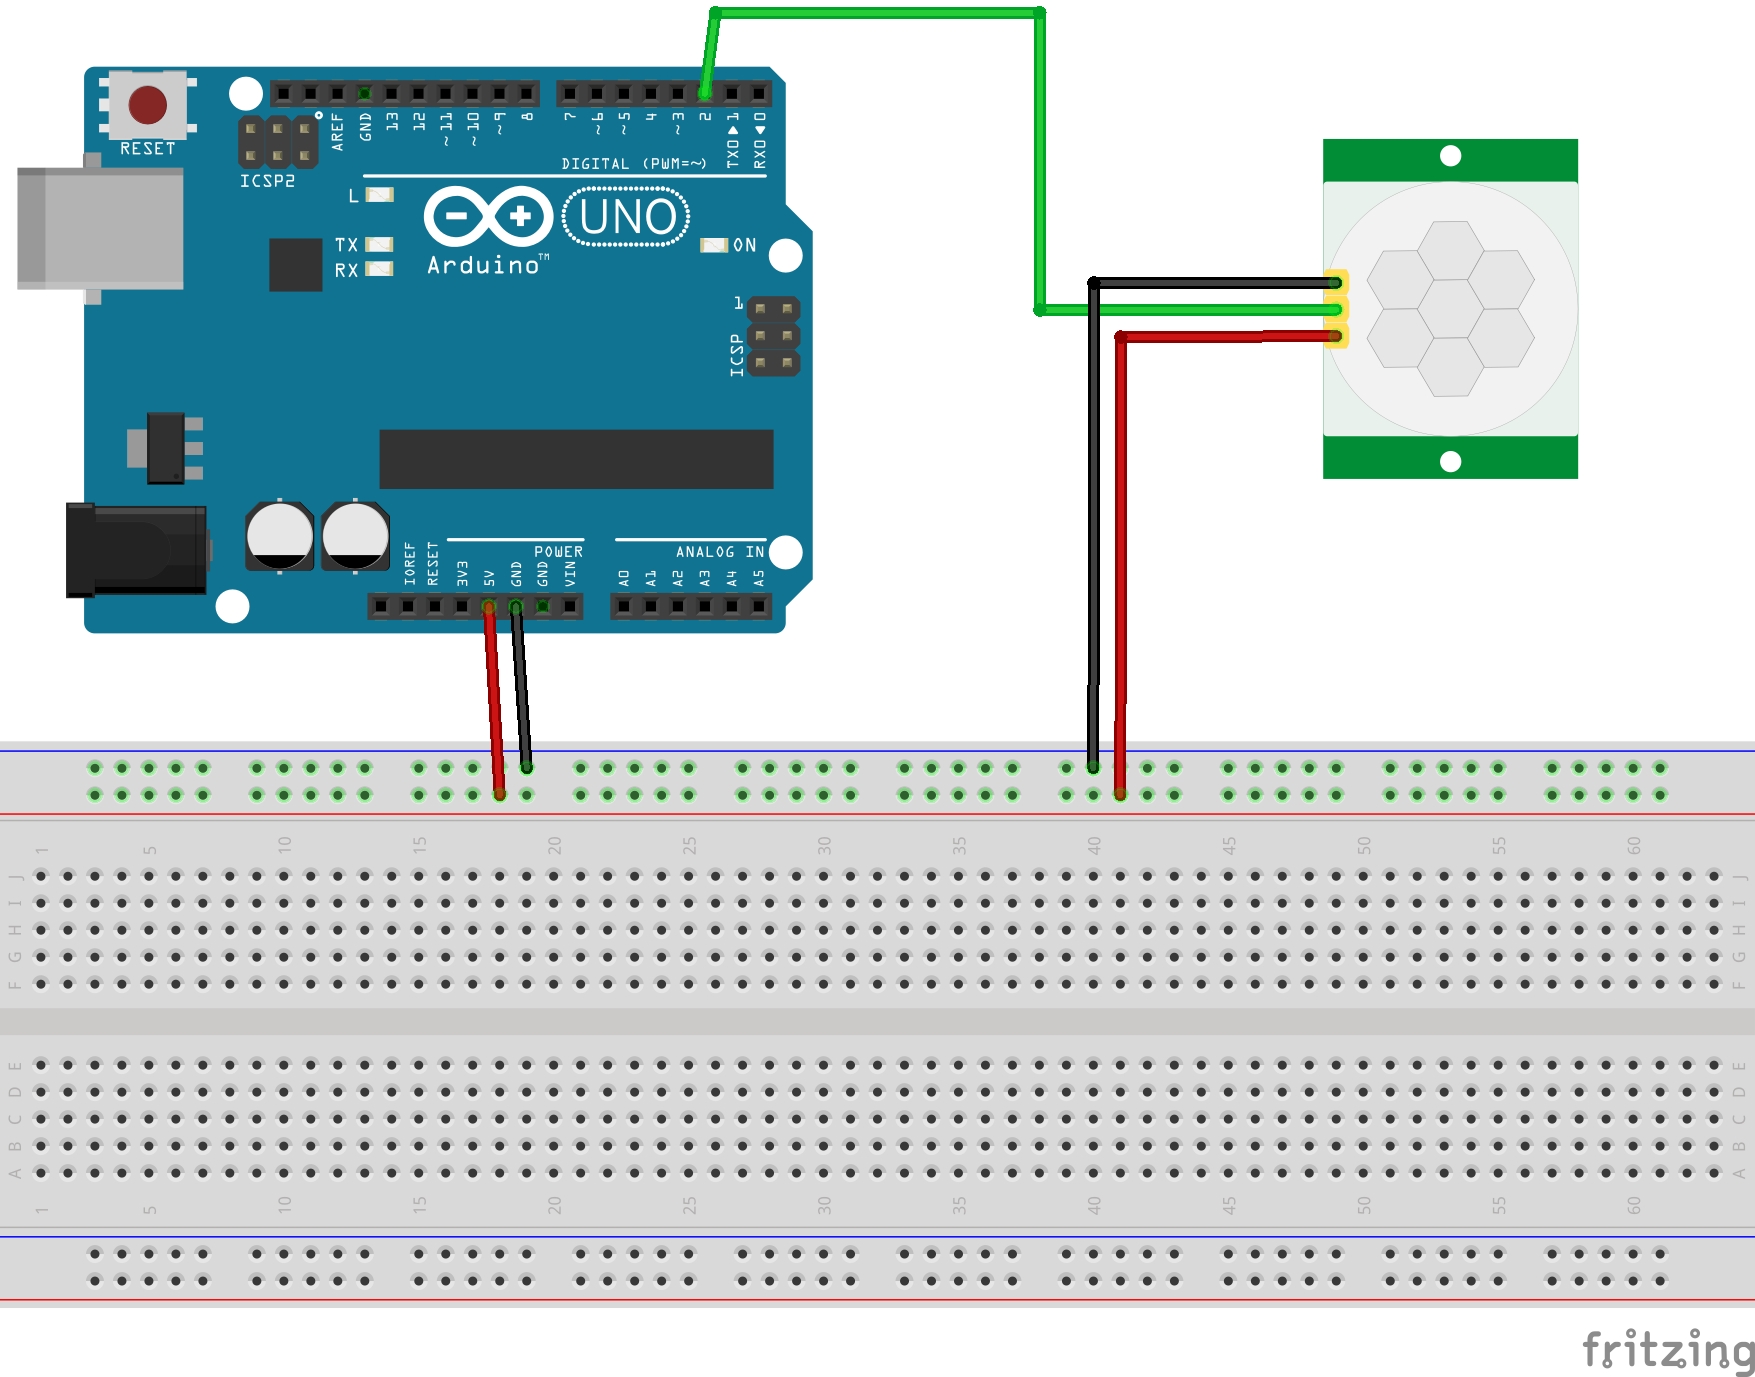 RESET
ICSP2
AREF
GND
13
12
~11
~10
~9
8
7
~6
~5
4
~3
2
TX0▶1
RX0◀0
DIGITAL (PWM=~)
L
TX
RX
UNO
ON
Arduino™
1
ICSP
IOREF
RESET
3V3
5V
GND
GND
VIN
POWER
ANALOG IN
A0
A1
A2
A3
A4
A5
1 5 10 15 20 25 30 35 40 45 50 55 60
J J
I I
H H
G G
F F
E E
D D
C C
B B
A A
1 5 10 15 20 25 30 35 40 45 50 55 60
fritzing